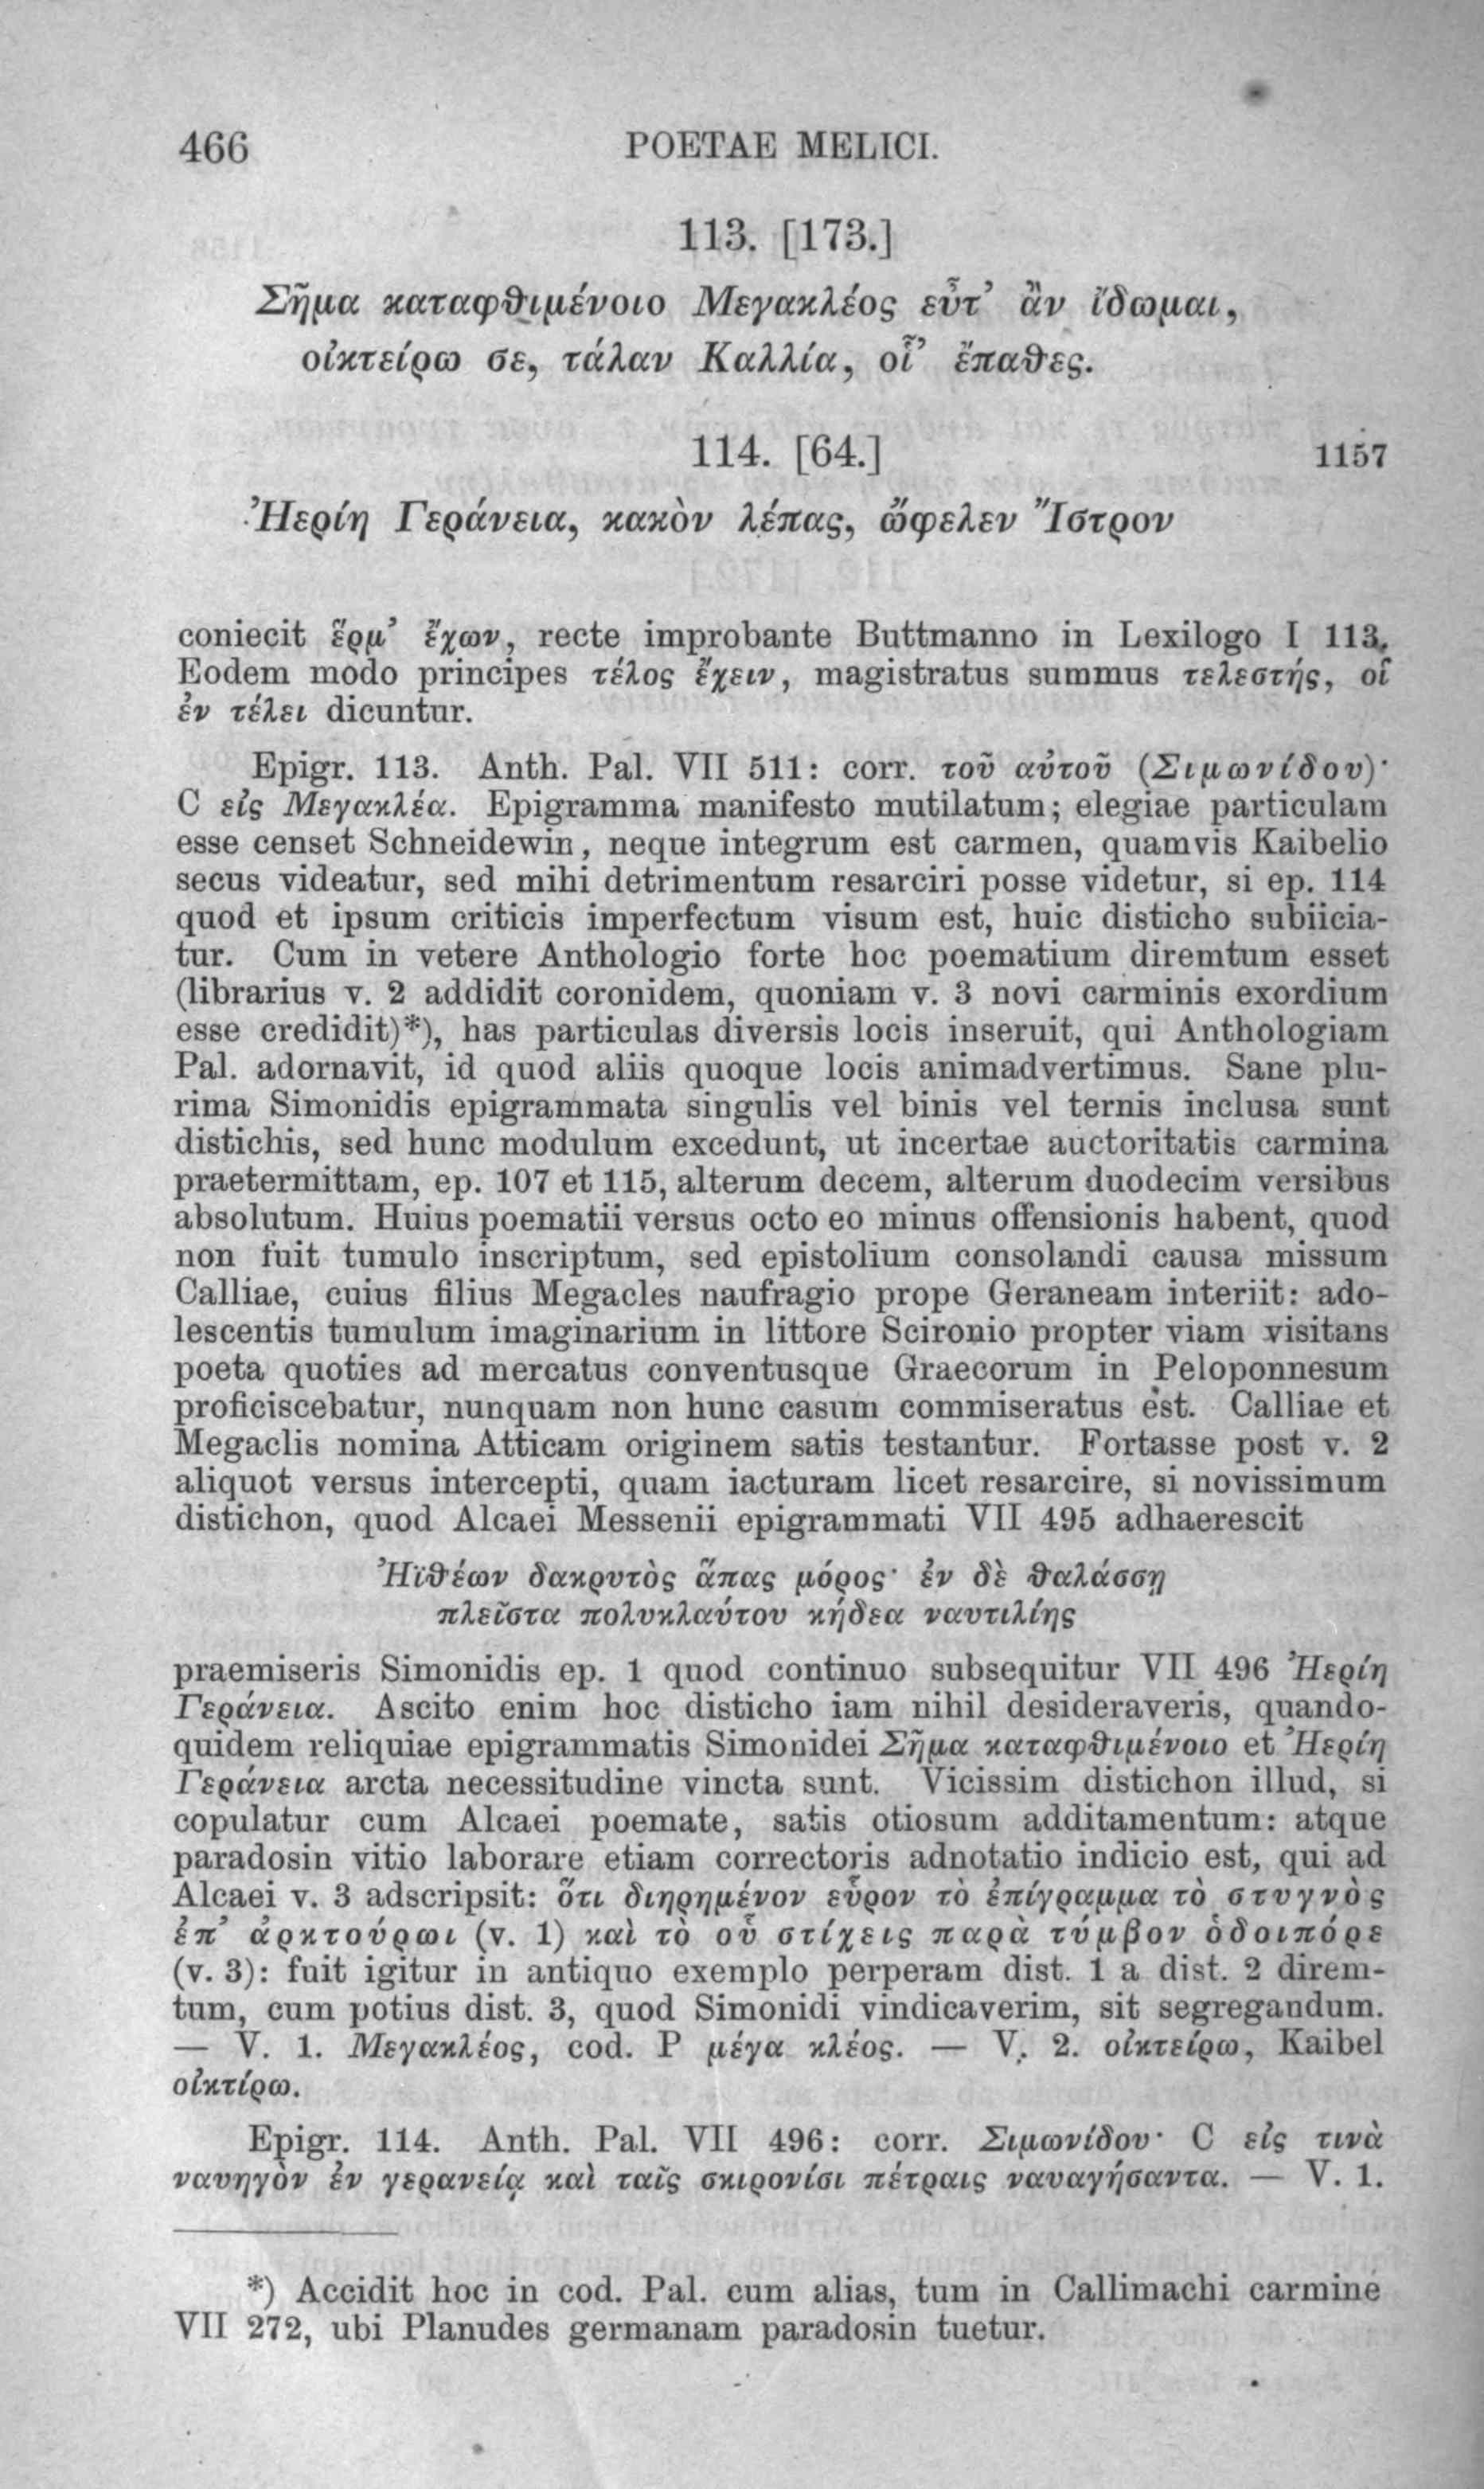 466 POETAE MELICI.
113. [173.]
Σῆμα καταφθιμένοιο Μεγακλέος εὖτ’ ἂν ἴδωμαι,
οἰκτείρω σε, τάλαν Καλλία, οἷ’ ἔπαθες.
114. [64.] 1157
Ἠερίη Γεράνεια, κακὸν λέπας, ὤφελεν Ἴστρον
coniecit ἕρμ’ ἔχων, recte improbante Buttmanno in Lexilogo I 113.
Eodem modo principes τέλος ἔχειν, magistratus summus τελεστής, οἱ
ἐν τέλει dicuntur.
Epigr. 113. Anth. Pal. VII 511: corr. τοῦ αὐτοῦ (Σιμωνίδου)·
C εἰς Μεγακλέα. Epigramma manifesto mutilatum; elegiae particulam
esse censet Schneidewin, neque integrum est carmen, quamvis Kaibelio
secus videatur, sed mihi detrimentum resarciri posse videtur, si ep. 114
quod et ipsum criticis imperfectum visum est, huic disticho subiicia-
tur. Cum in vetere Anthologio forte hoc poematium diremtum esset
(librarius v. 2 addidit coronidem, quoniam v. 3 novi carminis exordium
esse credidit)*), has particulas diversis locis inseruit, qui Anthologiam
Pal. adornavit, id quod aliis quoque locis animadvertimus. Sane plu-
rima Simonidis epigrammata singulis vel binis vel ternis inclusa sunt
distichis, sed hunc modulum excedunt, ut incertae auctoritatis carmina
praetermittam, ep. 107 et 115, alterum decem, alterum duodecim versibus
absolutum. Huius poematii versus octo eo minus offensionis habent, quod
non fuit tumulo inscriptum, sed epistolium consolandi causa missum
Calliae, cuius filius Megacles naufragio prope Geraneam interiit: ado-
lescentis tumulum imaginarium in littore Scironio propter viam visitans
poeta quoties ad mercatus conventusque Graecorum in Peloponnesum
proficiscebatur, nunquam non hunc casum commiseratus est. Calliae et
Megaclis nomina Atticam originem satis testantur. Fortasse post v. 2
aliquot versus intercepti, quam iacturam licet resarcire, si novissimum
distichon, quod Alcaei Messenii epigrammati VII 495 adhaerescit
Ἠϊθέων δακρυτὸς ἅπας μόρος· ἐν δὲ θαλάσσῃ
πλεῖστα πολυκλαύτου κήδεα ναυτιλίης
praemiseris Simonidis ep. 1 quod continuo subsequitur VII 496 Ἠερίη
Γεράνεια. Ascito enim hoc disticho iam nihil desideraveris, quando-
quidem reliquiae epigrammatis Simonidei Σῆμα καταφθιμένοιο et Ἠερίη
Γεράνεια arcta necessitudine vincta sunt. Vicissim distichon illud, si
copulatur cum Alcaei poemate, satis otiosum additamentum: atque
paradosin vitio laborare etiam correctoris adnotatio indicio est, qui ad
Alcaei v. 3 adscripsit: ὅτι διῃρημένον εὗρον τὸ ἐπίγραμμα τὸ στυγνὸς
ἐπ’ ἀρκτούρωι (v. 1) καὶ τὸ οὗ στίχεις παρὰ τύμβον ὁδοιπόρε
(v. 3): fuit igitur in antiquo exemplo perperam dist. 1 a dist. 2 direm-
tum, cum potius dist. 3, quod Simonidi vindicaverim, sit segregandum.
— V. 1. Μεγακλέος, cod. P μέγα κλέος. — V. 2. οἰκτείρω, Kaibel
οἰκτίρω.
Epigr. 114. Anth. Pal. VII 496: corr. Σιμωνίδου· C εἰς τινὰ
ναυηγὸν ἐν γερανείᾳ καὶ ταῖς σκιρονίσι πέτραις ναυαγήσαντα. — V. 1.
*) Accidit hoc in cod. Pal. cum alias, tum in Callimachi carmine
VII 272, ubi Planudes germanam paradosin tuetur.